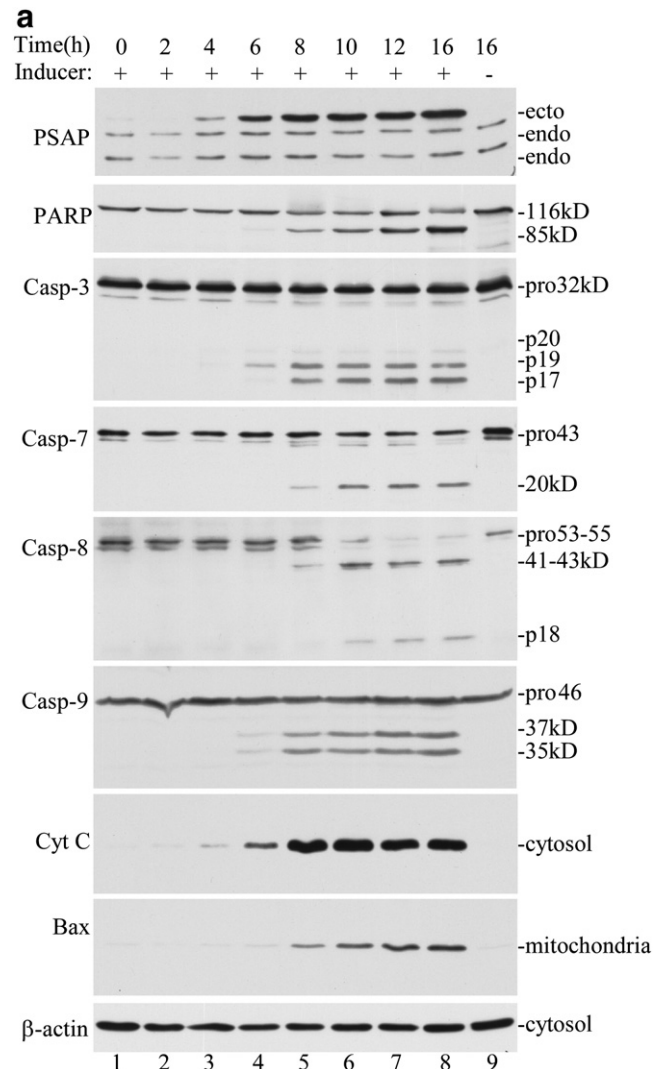 a
Time(h) 0 2 4 6 8 10 12 16 16
Inducer: + + + + + + + + -
PSAP
-ecto
-endo
-endo
PARP
-116kD
-85kD
Casp-3
-pro32kD
-p20
-p19
-p17
Casp-7
-pro43
-20kD
Casp-8
-pro53-55
-41-43kD
-p18
Casp-9
-pro46
-37kD
-35kD
Cyt C
-cytosol
Bax
-mitochondria
β-actin
-cytosol
1 2 3 4 5 6 7 8 9